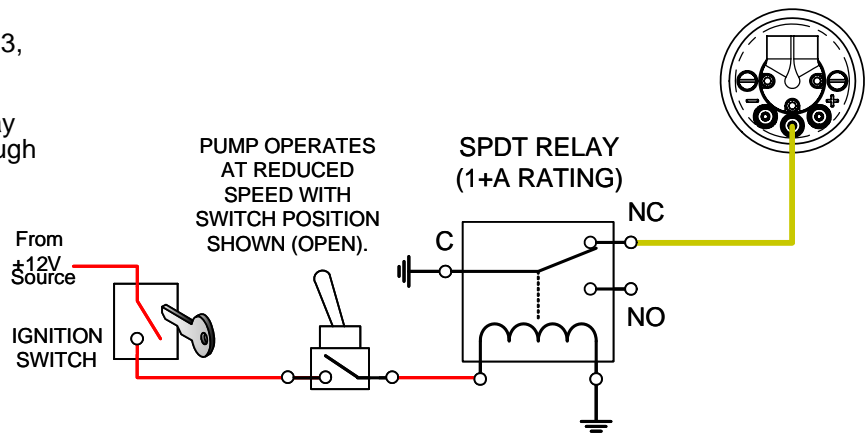 3,
ay
ugh
PUMP OPERATES
AT REDUCED
SPEED WITH
SWITCH POSITION
SHOWN (OPEN).
SPDT RELAY
(1+A RATING)
NC
C
NO
From
+12V
Source
IGNITION
SWITCH
− +